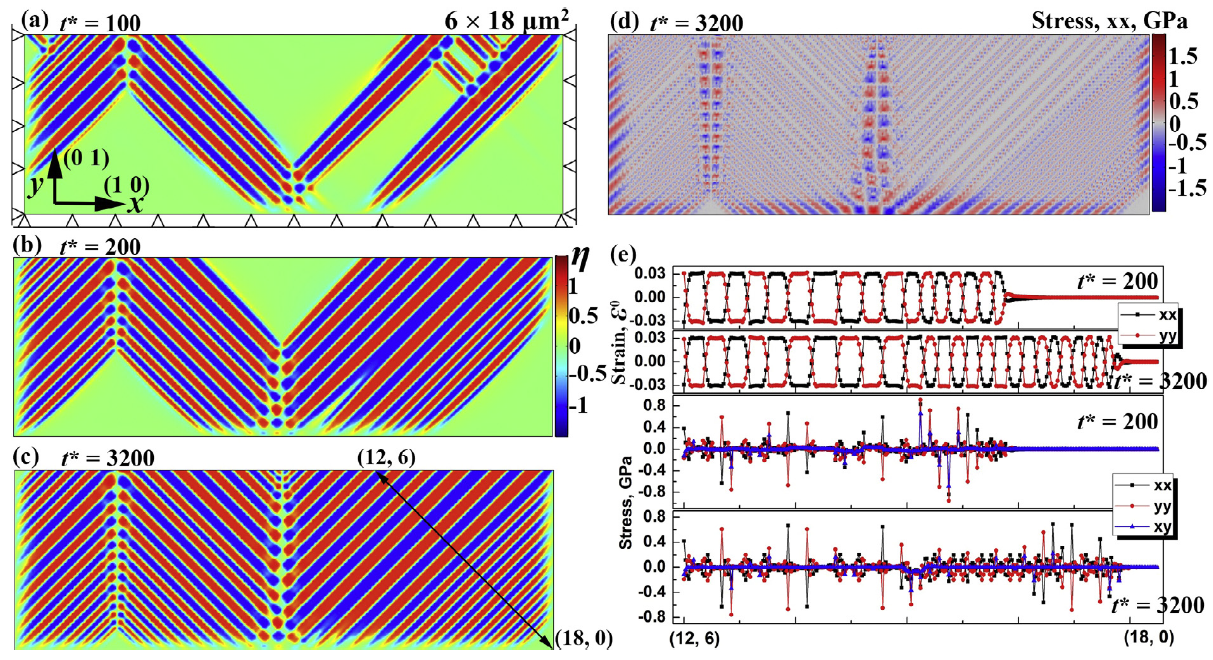 (a)
t* = 100
6 × 18 μm²
(0 1)
y
(1 0)
x
(b)
t* = 200
η
1
0.5
0
-0.5
-1
(c)
t* = 3200
(12, 6)
(18, 0)
(d)
t* = 3200
Stress, xx, GPa
1.5
1
0.5
0
-0.5
-1
-1.5
(e)
0.03
0.00
-0.03
t* = 200
xx
yy
0.03
0.00
-0.03
t* = 3200
Strain, ε⁰
0.8
0.4
0.0
-0.4
-0.8
t* = 200
xx
yy
xy
0.8
0.4
0.0
-0.4
-0.8
t* = 3200
Stress, GPa
(12, 6)
(18, 0)